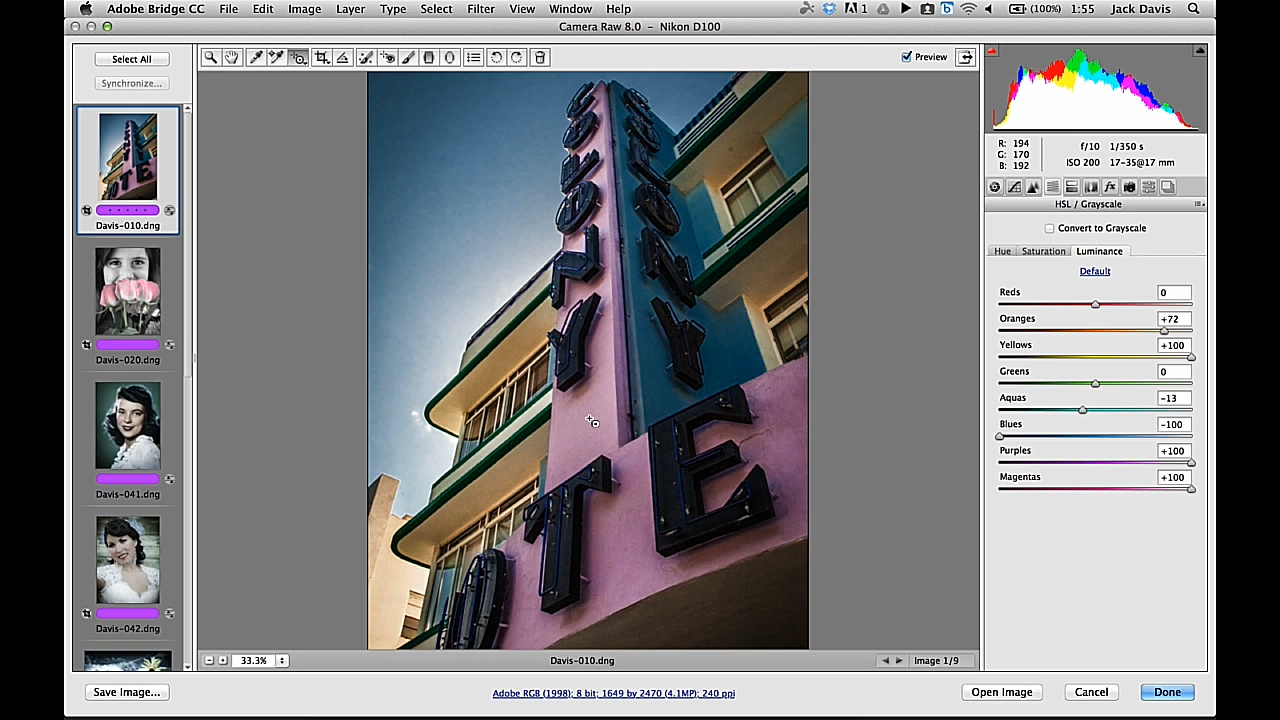 Adobe Bridge CC File Edit Image Layer Type Select Filter View Window Help 1 (100%) 1:55 Jack Davis
Camera Raw 8.0 – Nikon D100
Select All
Synchronize...
Preview
Davis-010.dng
Davis-020.dng
Davis-041.dng
Davis-042.dng
COLONY
COLONY
OTE
R: 194
G: 170
B: 192
f/10 1/350 s
ISO 200 17-35@17 mm
HSL / Grayscale
Convert to Grayscale
Hue Saturation Luminance
Default
Reds 0
Oranges +72
Yellows +100
Greens 0
Aquas -13
Blues -100
Purples +100
Magentas +100
33.3% Davis-010.dng Image 1/9
Save Image... Adobe RGB (1998); 8 bit; 1649 by 2470 (4.1MP); 240 ppi Open Image Cancel Done